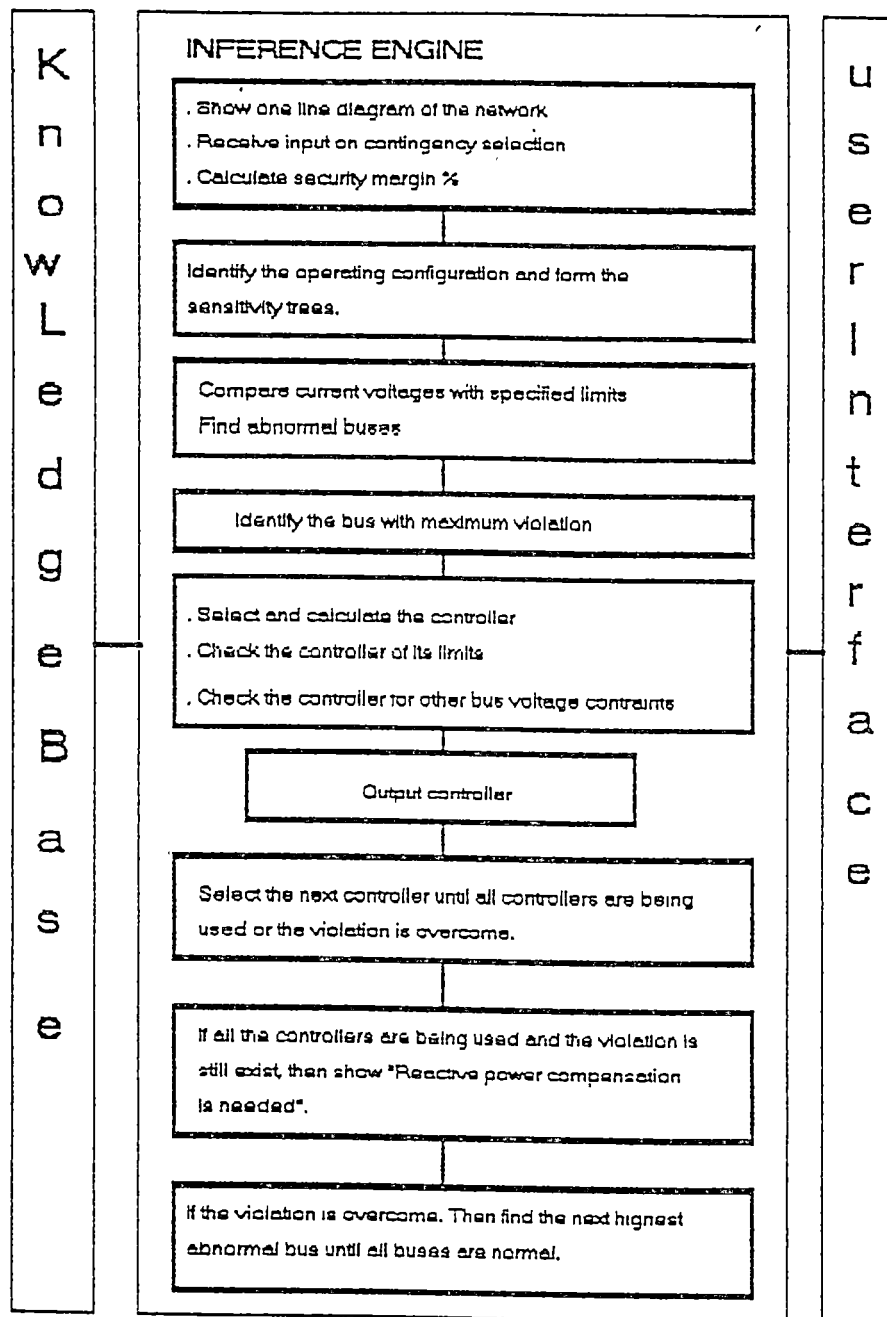 KnowLedgeBase
INFERENCE ENGINE
. Show one line diagram of the network
. Receive input on contingency selection
. Calculate security margin %
Identify the operating configuration and form the
sensitivity trees.
Compare current voltages with specified limits
Find abnormal buses
Identify the bus with maximum violation
. Select and calculate the controller
. Check the controller of its limits
. Check the controller for other bus voltage contraints
Output controller
Select the next controller until all controllers are being
used or the violation is overcome.
If all the controllers are being used and the violation is
still exist, then show "Reactive power compensation
is needed".
If the violation is overcome. Then find the next highest
abnormal bus until all buses are normal.
userInterface